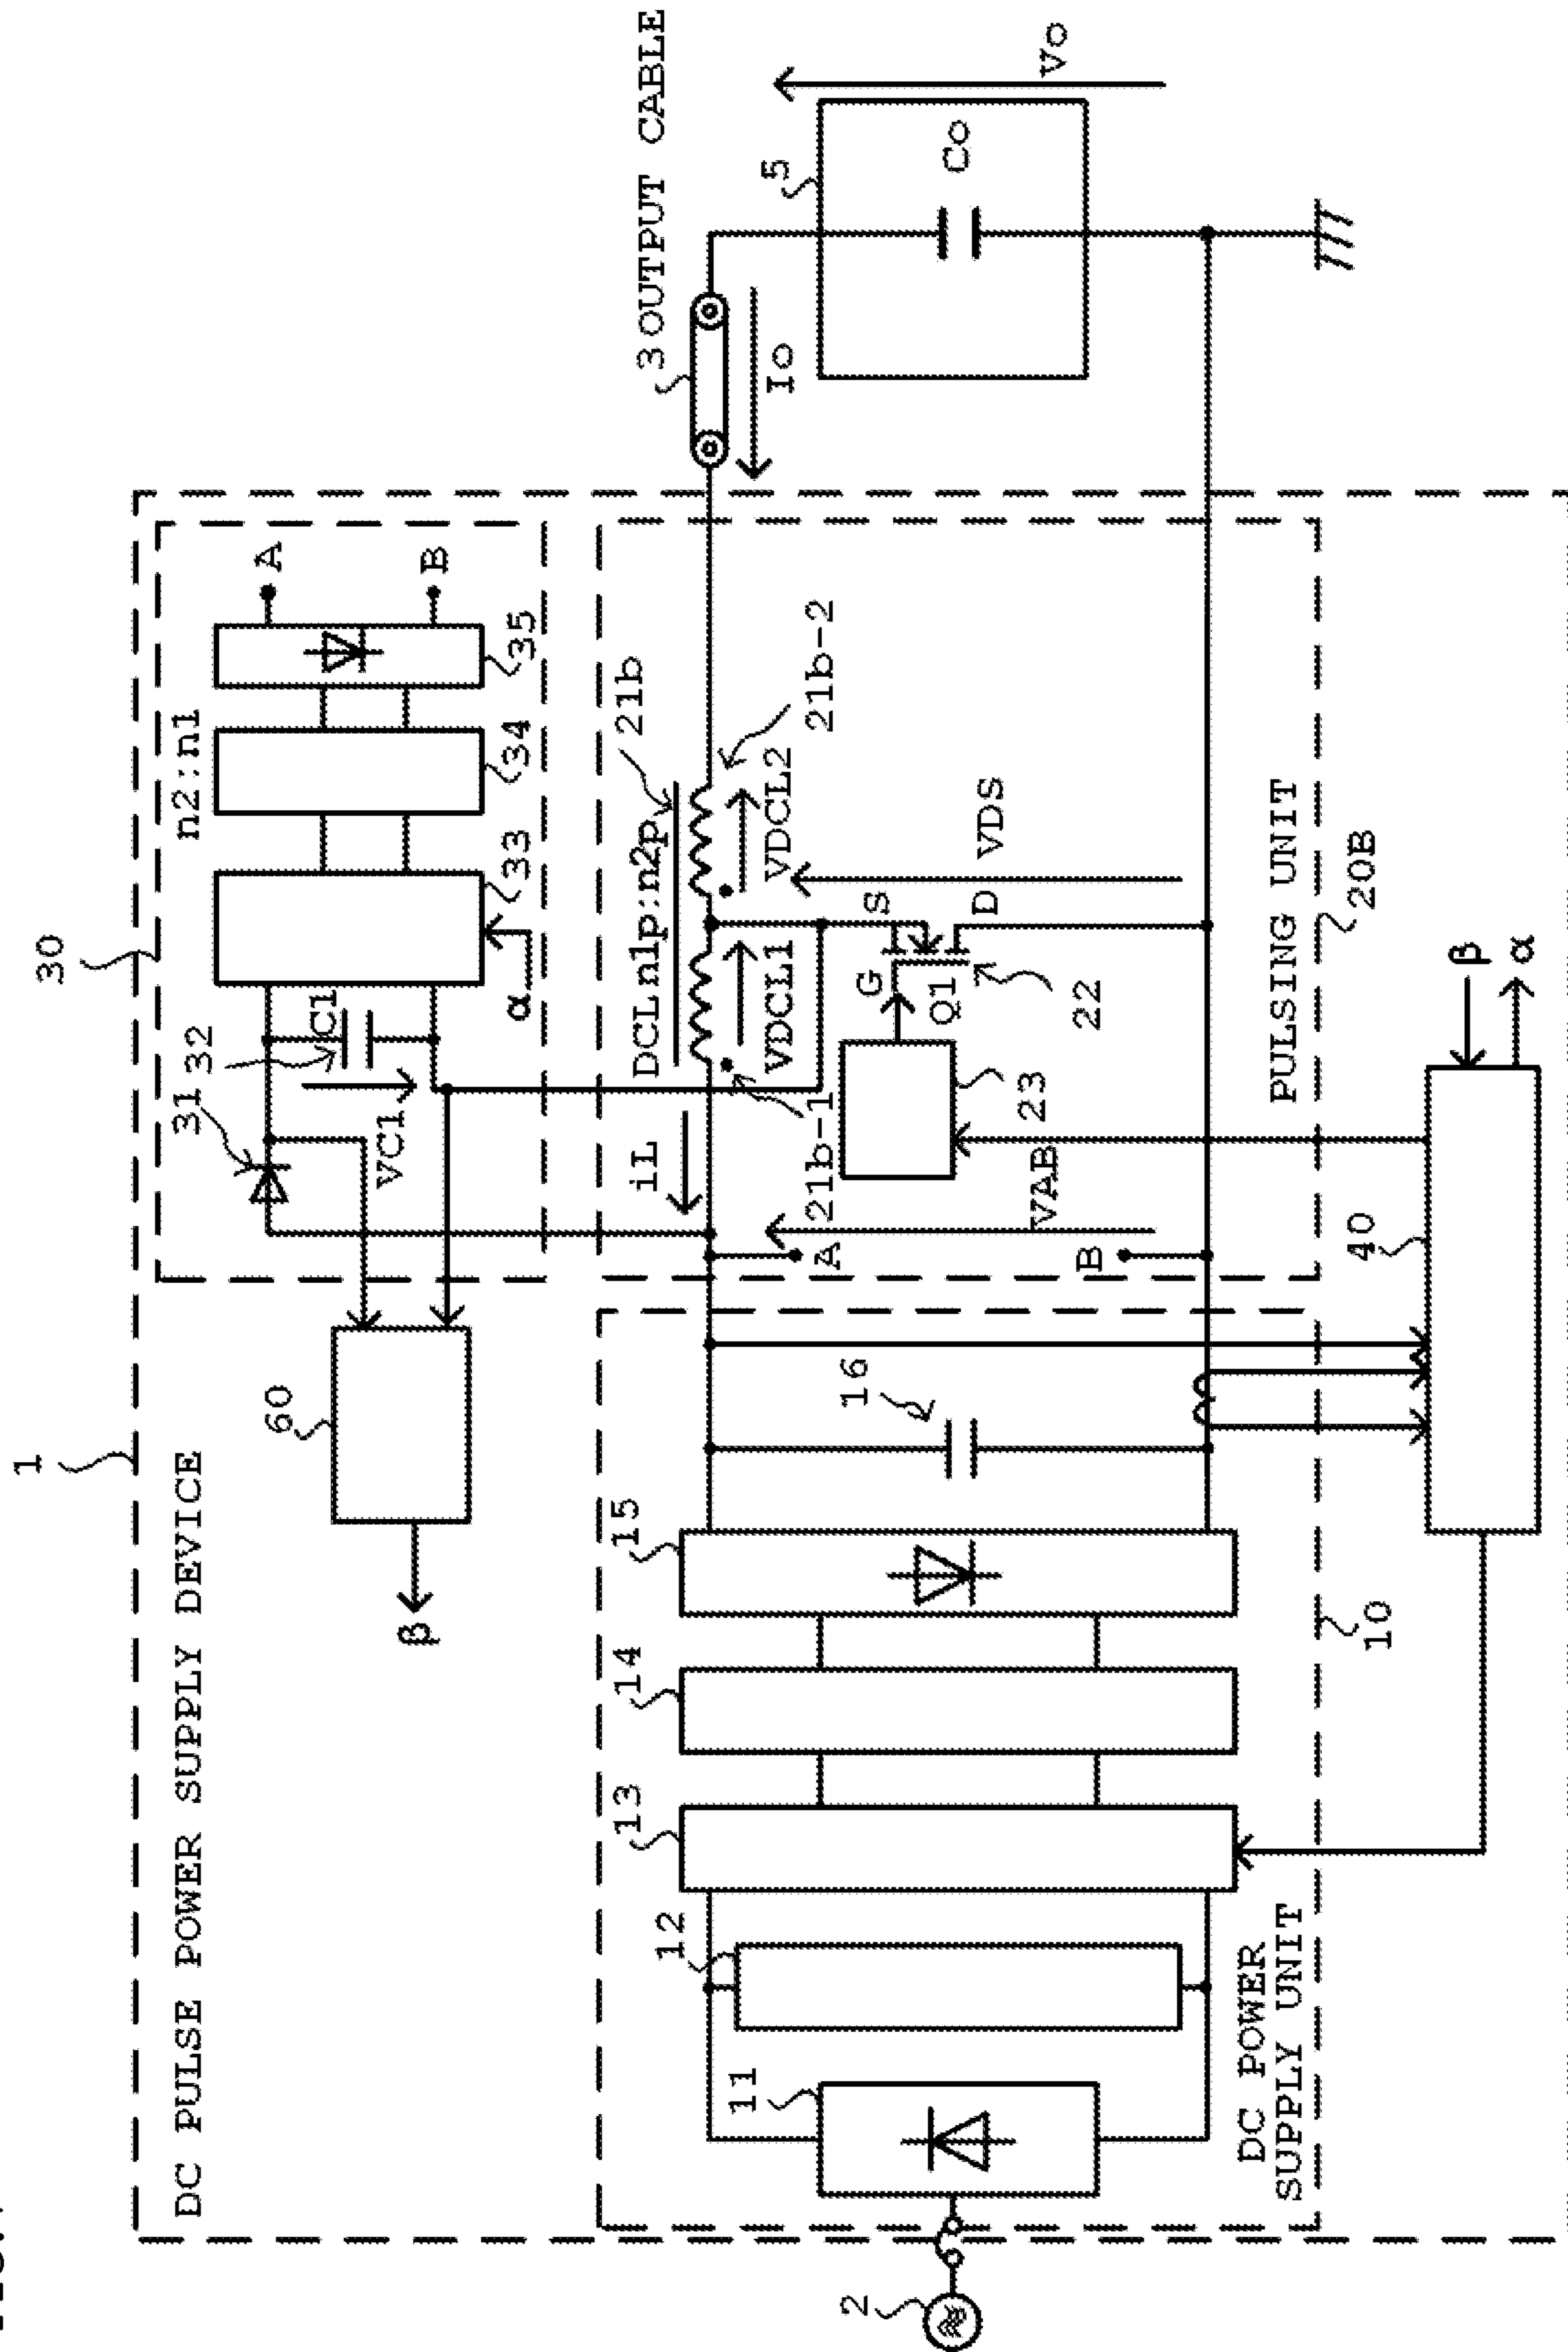 1
DC PULSE POWER SUPPLY DEVICE
30
n2:n1
31
32
C1
VC1
33
34
35
A
B
α
60
β
3 OUTPUT CABLE
Io
5
Co
Vo
DCL n1p:n2p
21b
21b-1
21b-2
VDCL1
VDCL2
iL
A
B
VAB
VDS
G
S
D
Q1
22
23
PULSING UNIT
20B
2
11
12
13
14
15
16
10
DC POWER
SUPPLY UNIT
40
β
α